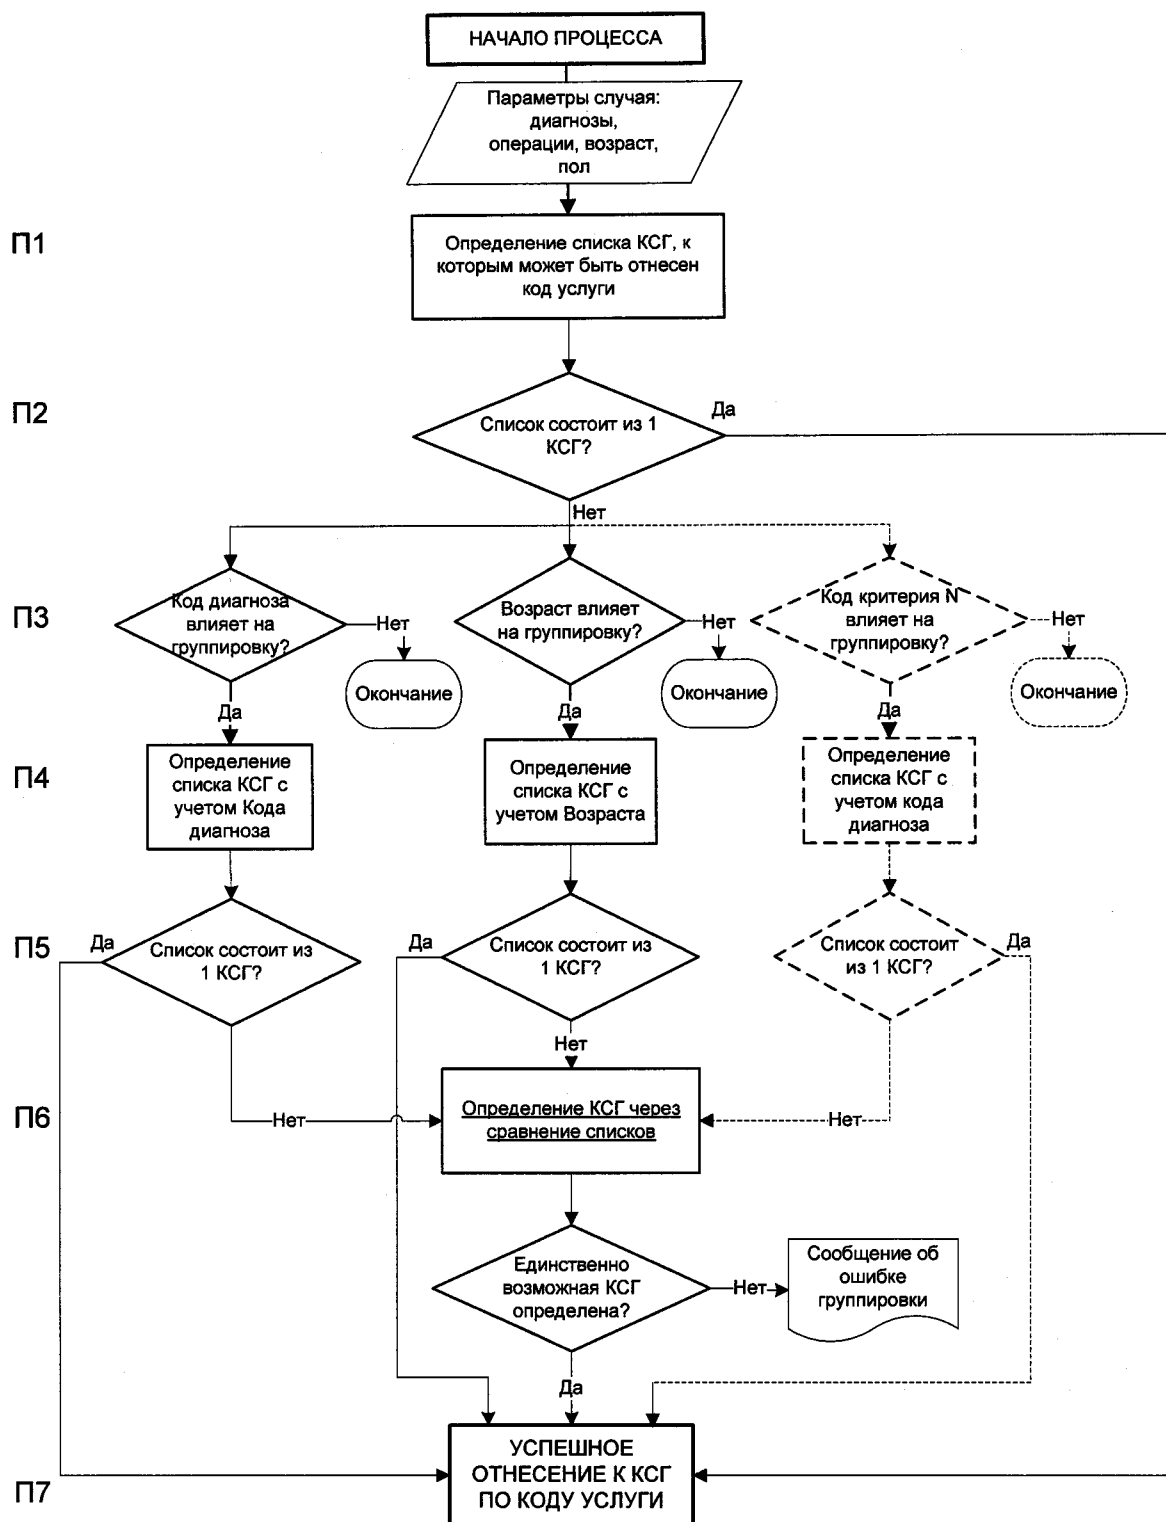 НАЧАЛО ПРОЦЕССА
Параметры случая:
диагнозы,
операции, возраст,
пол
П1
Определение списка КСГ, к
которым может быть отнесен
код услуги
П2
Список состоит из 1
КСГ?
Да
Нет
П3
Код диагноза
влияет на
группировку?
Нет
Окончание
Да
Возраст влияет
на группировку?
Нет
Окончание
Да
Код критерия N
влияет на
группировку?
Нет
Окончание
Да
П4
Определение
списка КСГ с
учетом Кода
диагноза
Определение
списка КСГ с
учетом Возраста
Определение
списка КСГ с
учетом кода
диагноза
П5
Да
Список состоит из
1 КСГ?
Да
Список состоит из
1 КСГ?
Нет
Список состоит
из 1 КСГ?
Да
П6
Нет
Определение КСГ через
сравнение списков
Нет
Единственно
возможная КСГ
определена?
Нет
Сообщение об
ошибке
группировки
Да
П7
УСПЕШНОЕ
ОТНЕСЕНИЕ К КСГ
ПО КОДУ УСЛУГИ